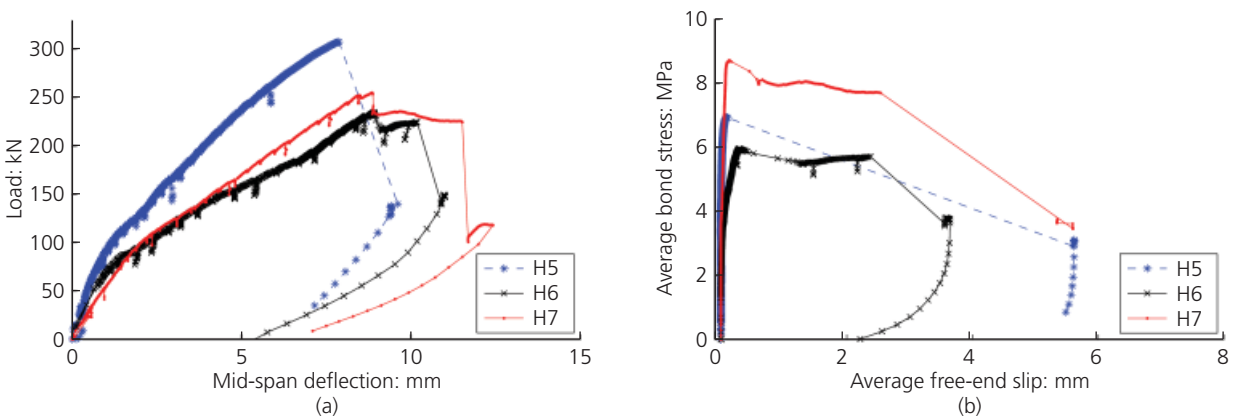 Load: kN
300
250
200
150
100
50
0
0
5
10
15
H5
H6
H7
Mid-span deflection: mm
(a)
Average bond stress: MPa
10
8
6
4
2
0
0
2
4
6
8
H5
H6
H7
Average free-end slip: mm
(b)